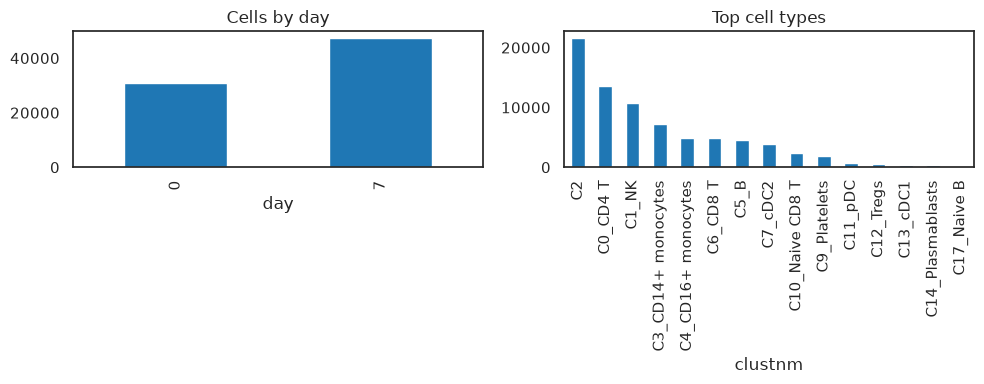 Cells by day
40000
20000
0
0
7
day
Top cell types
20000
10000
0
C2
C0_CD4 T
C1_NK
C3_CD14+ monocytes
C4_CD16+ monocytes
C6_CD8 T
C5_B
C7_cDC2
C10_Naive CD8 T
C9_Platelets
C11_pDC
C12_Tregs
C13_cDC1
C14_Plasmablasts
C17_Naive B
clustnm